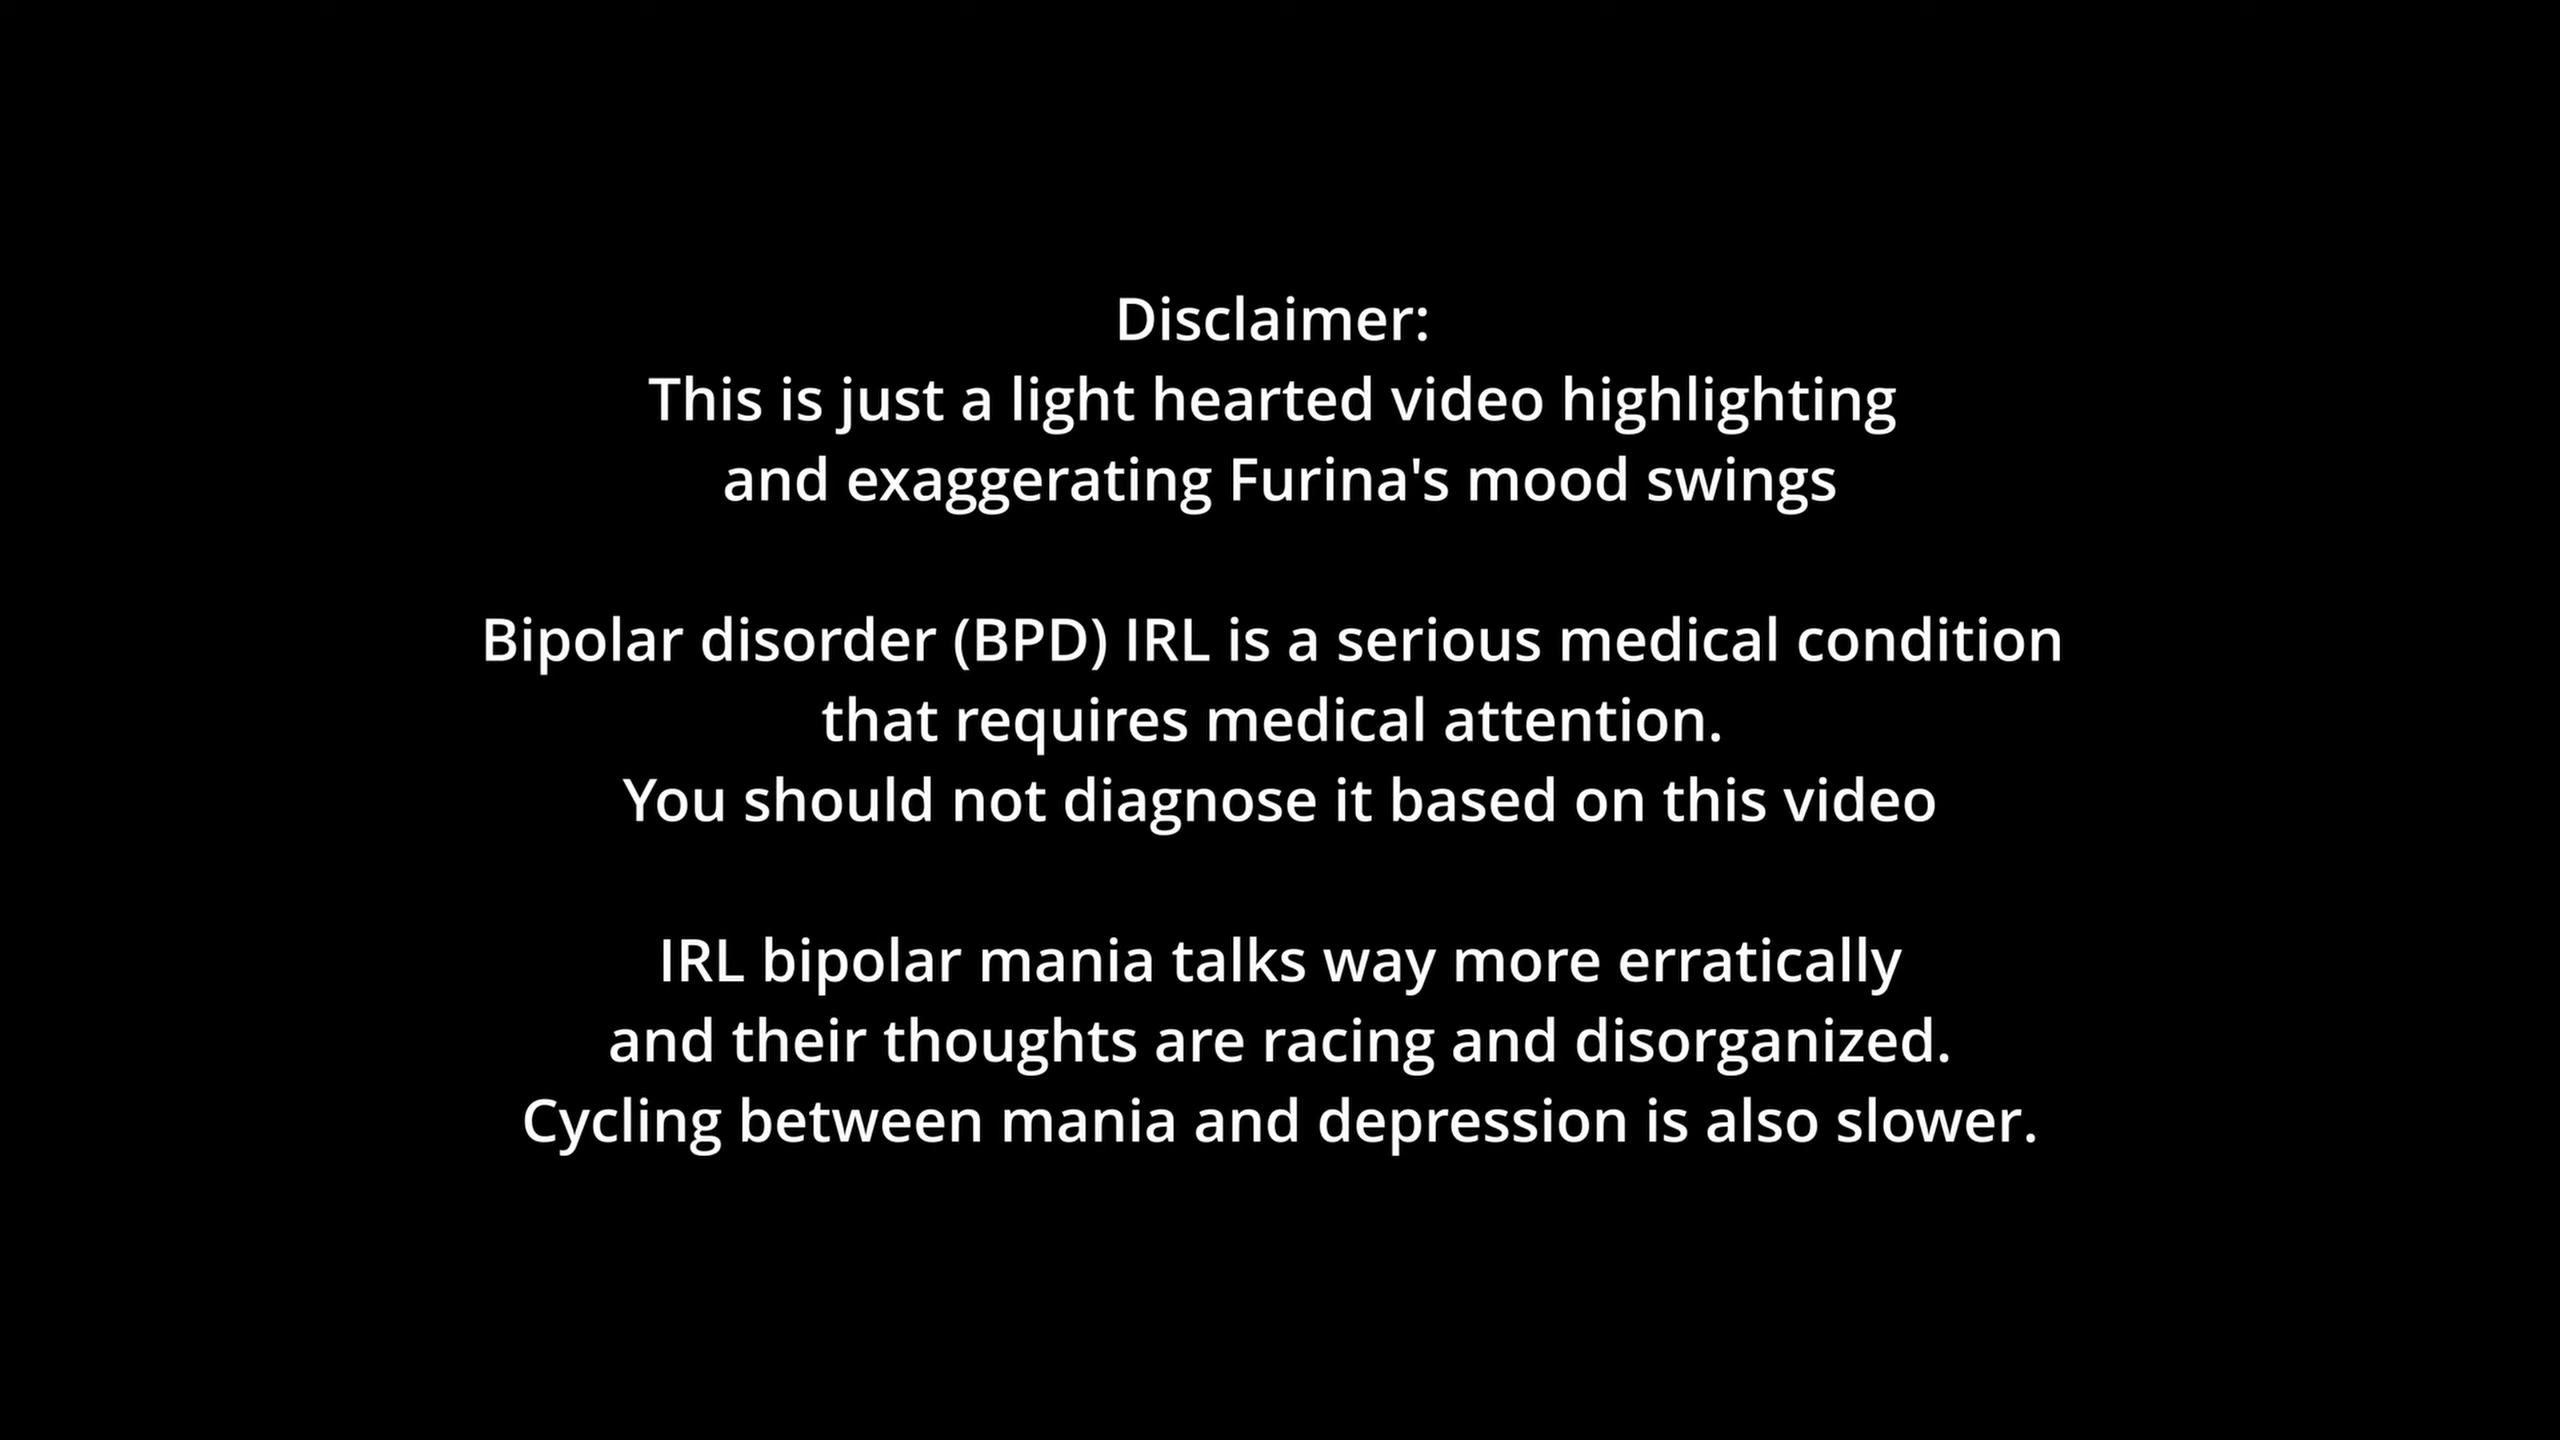 Disclaimer:
This is just a light hearted video highlighting
and exaggerating Furina's mood swings
Bipolar disorder (BPD) IRL is a serious medical condition
that requires medical attention.
You should not diagnose it based on this video
IRL bipolar mania talks way more erratically
and their thoughts are racing and disorganized.
Cycling between mania and depression is also slower.